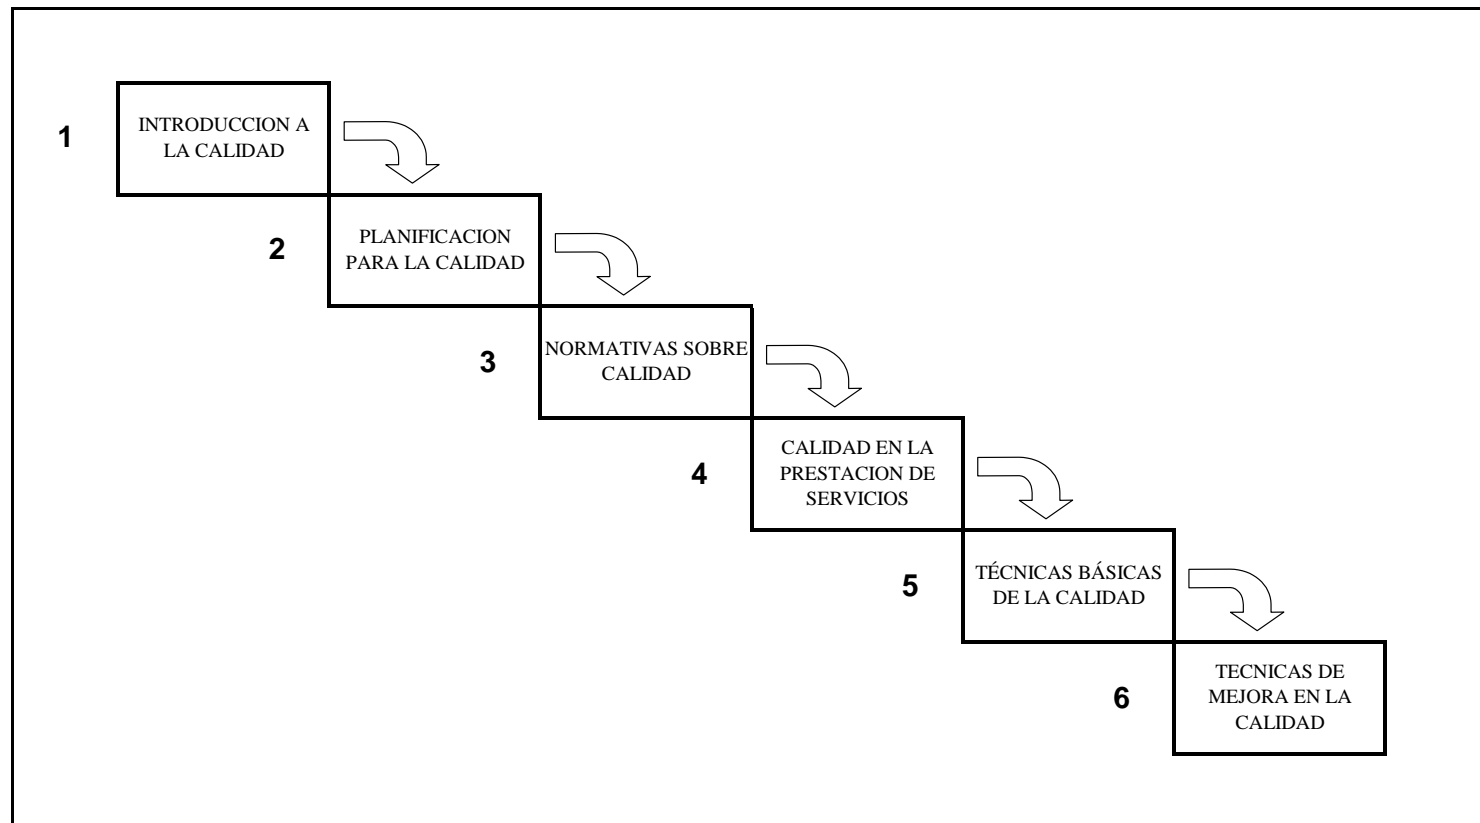 1
INTRODUCCION A
LA CALIDAD
2
PLANIFICACION
PARA LA CALIDAD
3
NORMATIVAS SOBRE
CALIDAD
4
CALIDAD EN LA
PRESTACION DE
SERVICIOS
5
TÉCNICAS BÁSICAS
DE LA CALIDAD
6
TECNICAS DE
MEJORA EN LA
CALIDAD